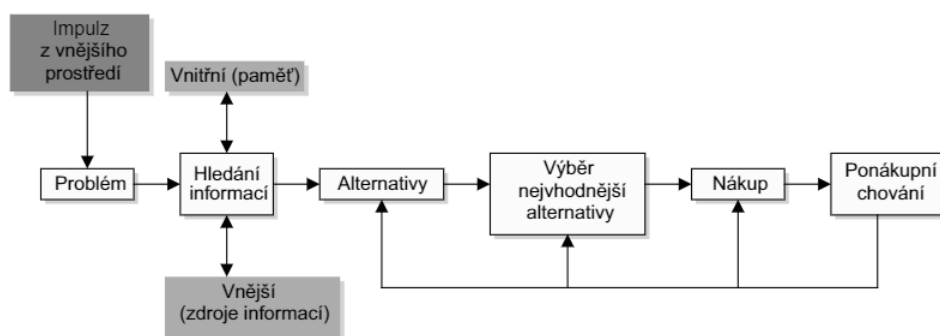 Impulz
z vnějšího
prostředí
Vnitřní (paměť)
Problém
Hledání
informací
Alternativy
Výběr
nejvhodnější
alternativy
Nákup
Ponákupní
chování
Vnější
(zdroje informací)